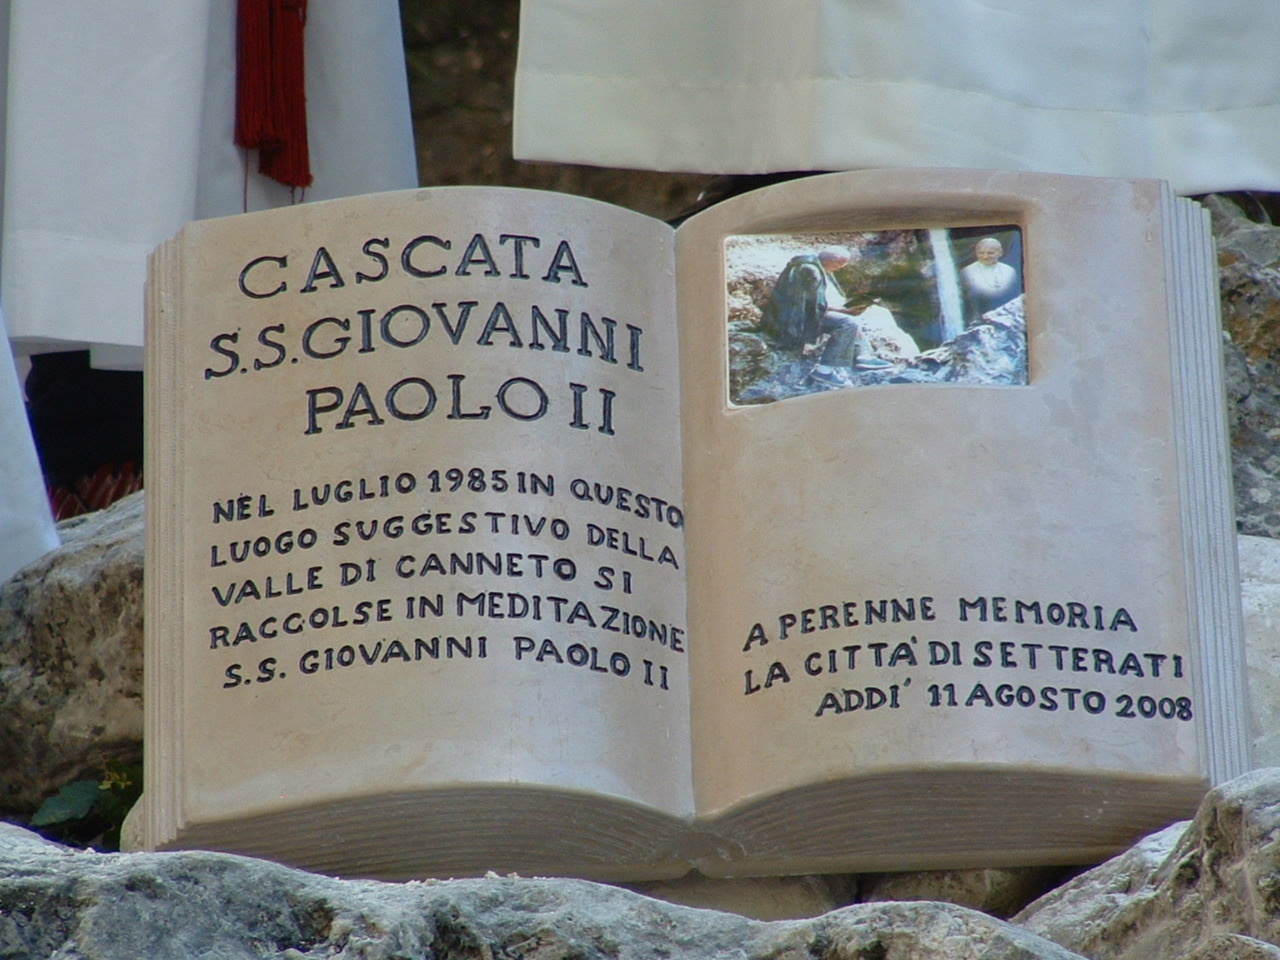 CASCATA
S.S. GIOVANNI
PAOLO II
NEL LUGLIO 1985 IN QUESTO
LUOGO SUGGESTIVO DELLA
VALLE DI CANNETO SI
RACCOLSE IN MEDITAZIONE
S.S. GIOVANNI PAOLO II
A PERENNE MEMORIA
LA CITTA' DI SETTERATI
ADDI' 11 AGOSTO 2008